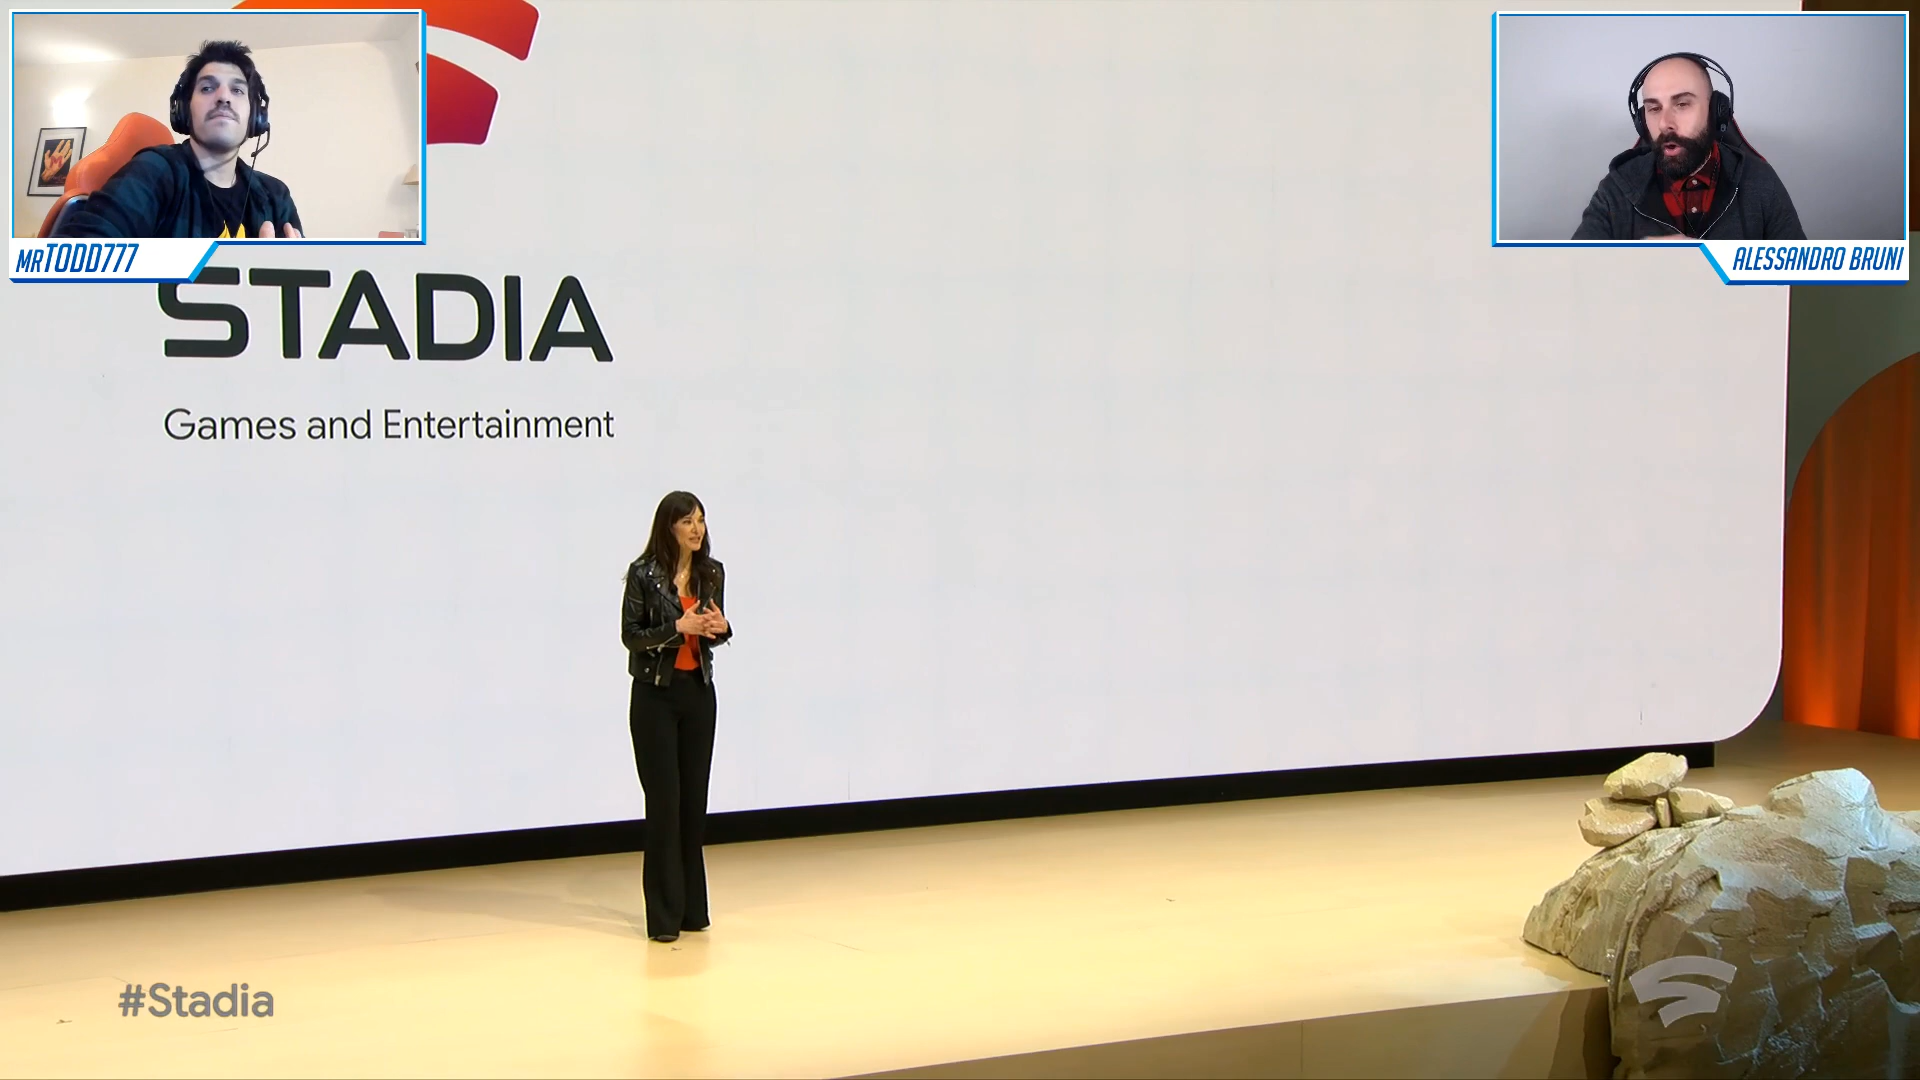 MRTODD777
ALESSANDRO BRUNI
STADIA
Games and Entertainment
#Stadia